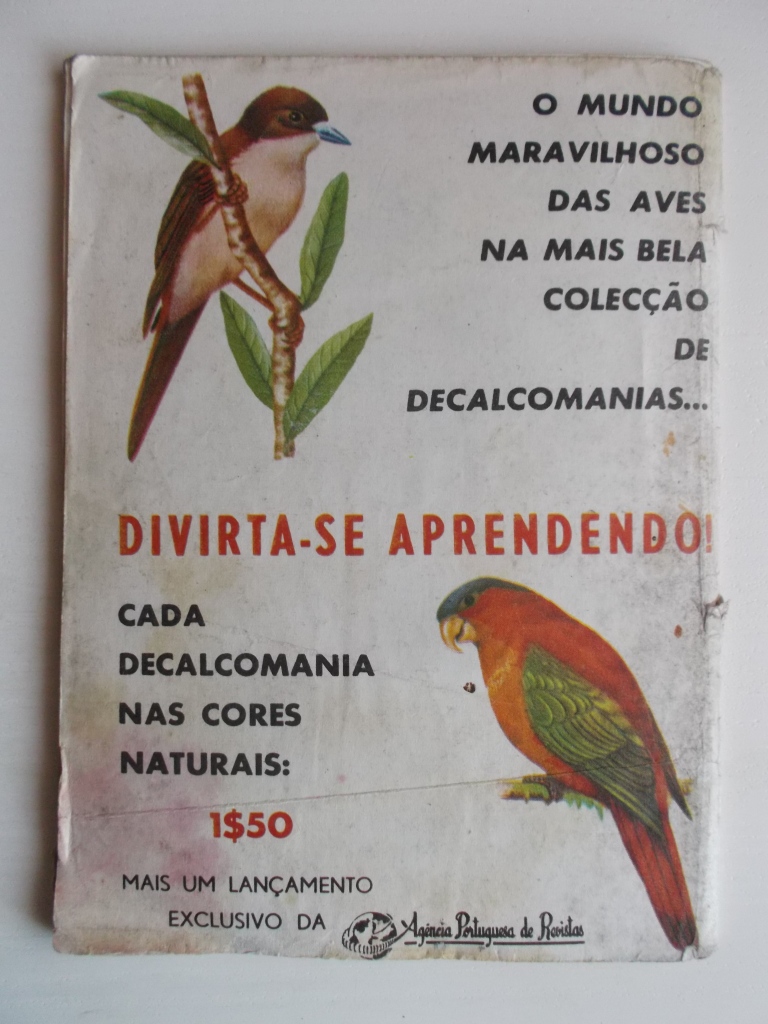 O MUNDO
MARAVILHOSO
DAS AVES
NA MAIS BELA
COLECÇÃO
DE
DECALCOMANIAS...
DIVIRTA-SE APRENDENDO!
CADA
DECALCOMANIA
NAS CORES
NATURAIS:
1$50
MAIS UM LANÇAMENTO
EXCLUSIVO DA Agência Portuguesa de Revistas